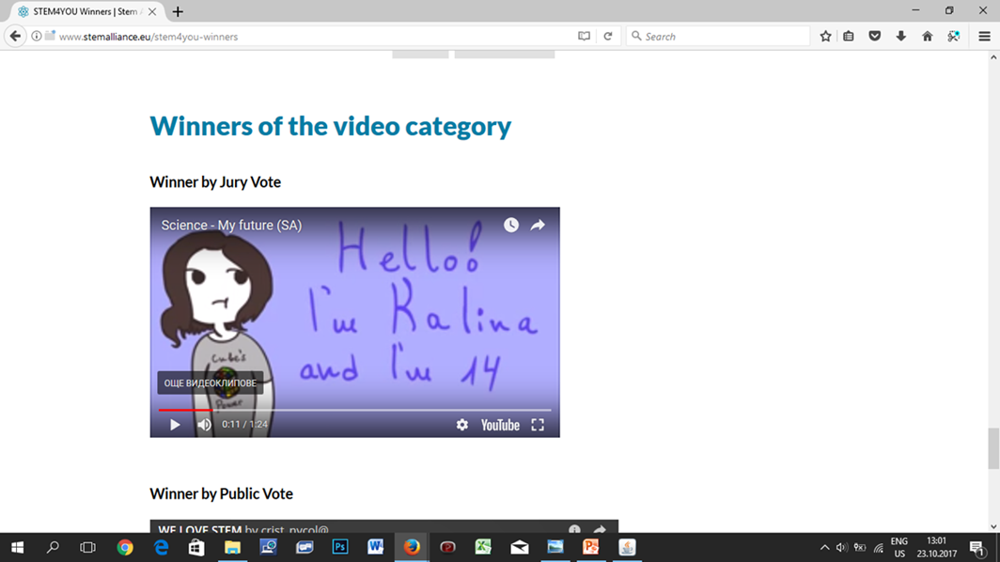 STEM4YOU Winners | Stem A
www.stemalliance.eu/stem4you-winners
Search
Winners of the video category
Winner by Jury Vote
Science - My future (SA)
Hello!
I'm Kalina
and I'm 14
Cube's
Power
ОЩЕ ВИДЕОКЛИПОВЕ
0:11 / 1:24
YouTube
Winner by Public Vote
WE LOVE STEM by crist_nycol@
ENG
US
13:01
23.10.2017
1